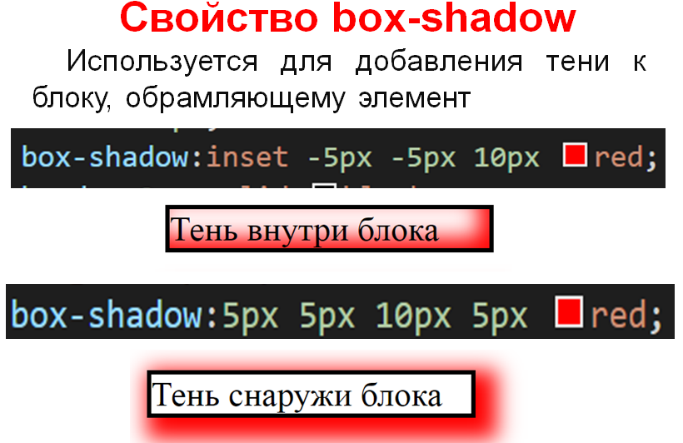 Свойство box-shadow
Используется для добавления тени к
блоку, обрамляющему элемент
box-shadow:inset -5px -5px 10px red;
Тень внутри блока
box-shadow:5px 5px 10px 5px red;
Тень снаружи блока